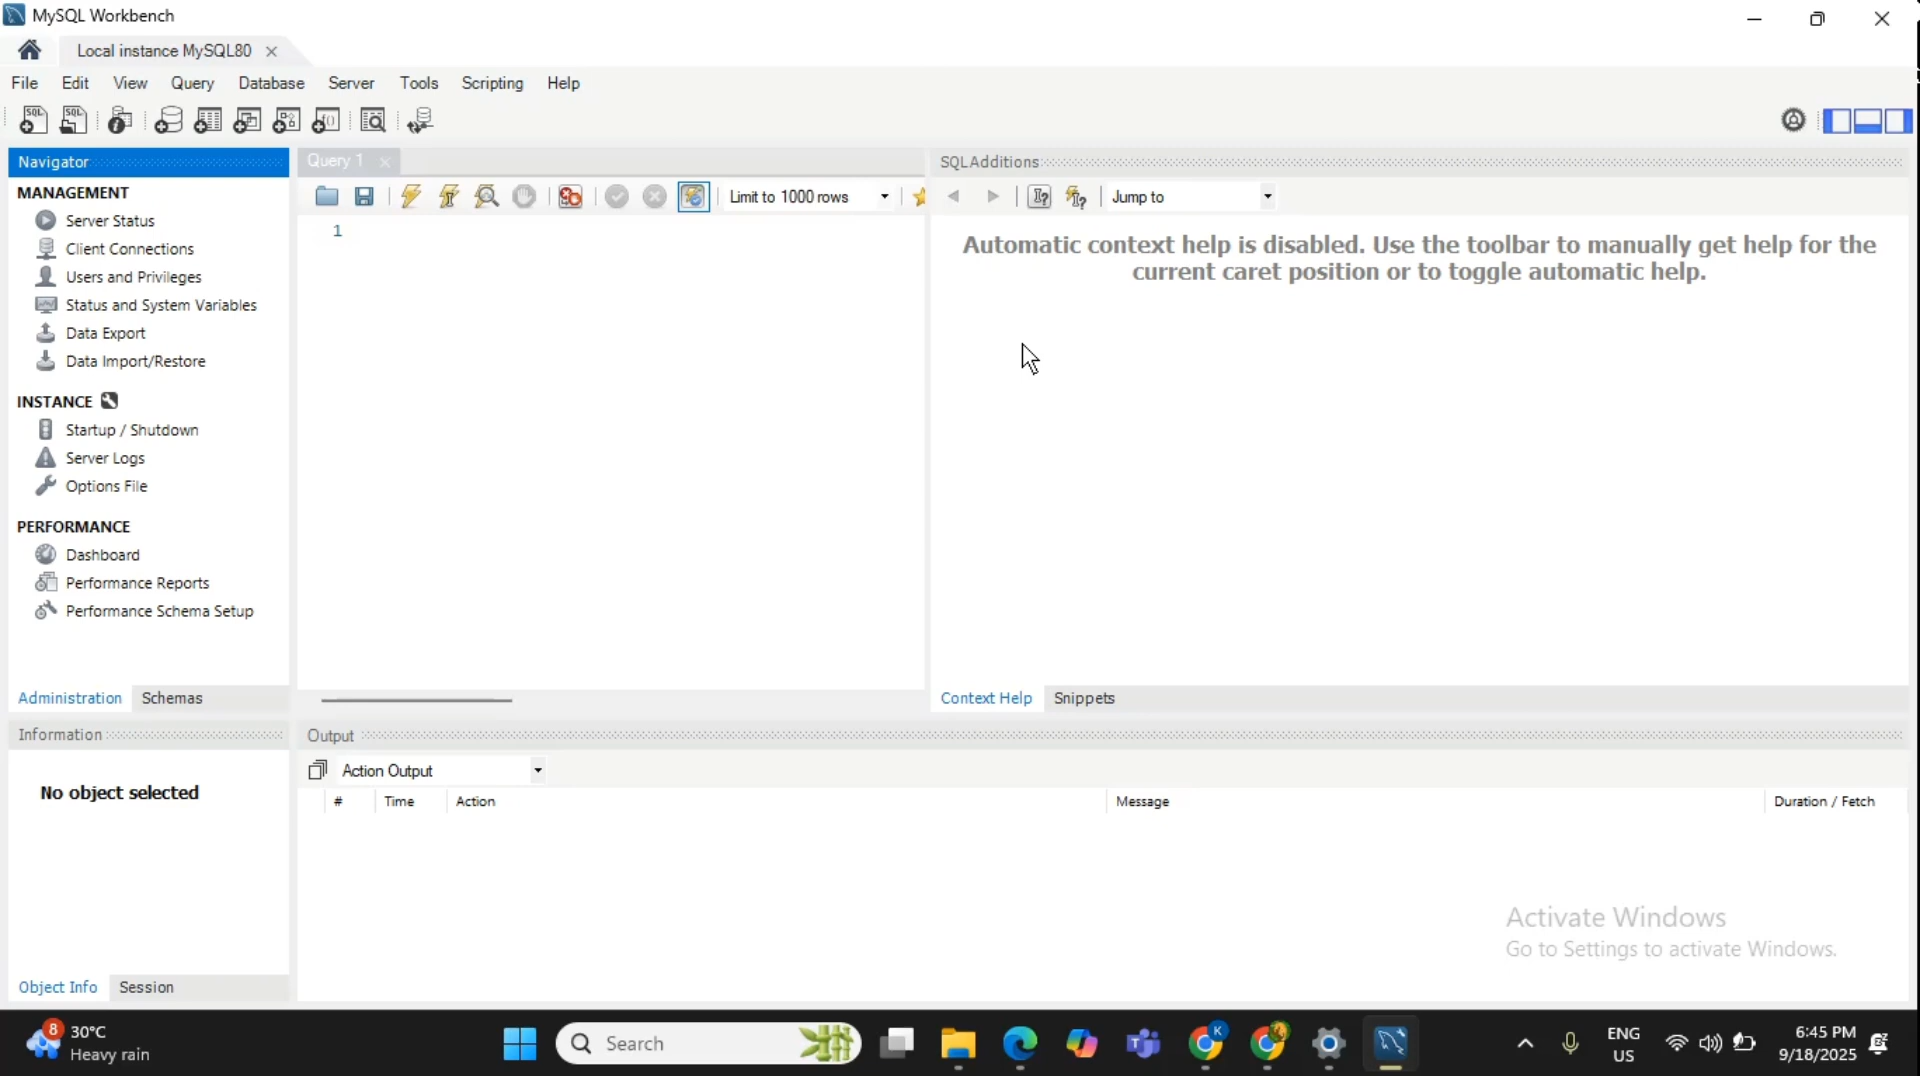 MySQL Workbench
Local instance MySQL80
File Edit View Query Database Server Tools Scripting Help
Navigator
MANAGEMENT
Server Status
Client Connections
Users and Privileges
Status and System Variables
Data Export
Data Import/Restore
INSTANCE
Startup / Shutdown
Server Logs
Options File
PERFORMANCE
Dashboard
Performance Reports
Performance Schema Setup
Administration Schemas
Information
No object selected
Object Info Session
Query 1
Limit to 1000 rows
1
SQLAdditions
Jump to
Automatic context help is disabled. Use the toolbar to manually get help for the
current caret position or to toggle automatic help.
Context Help Snippets
Output
Action Output
# Time Action Message Duration / Fetch
Activate Windows
Go to Settings to activate Windows.
8
30°C
Heavy rain
Search
K
ENG
US
6:45 PM
9/18/2025